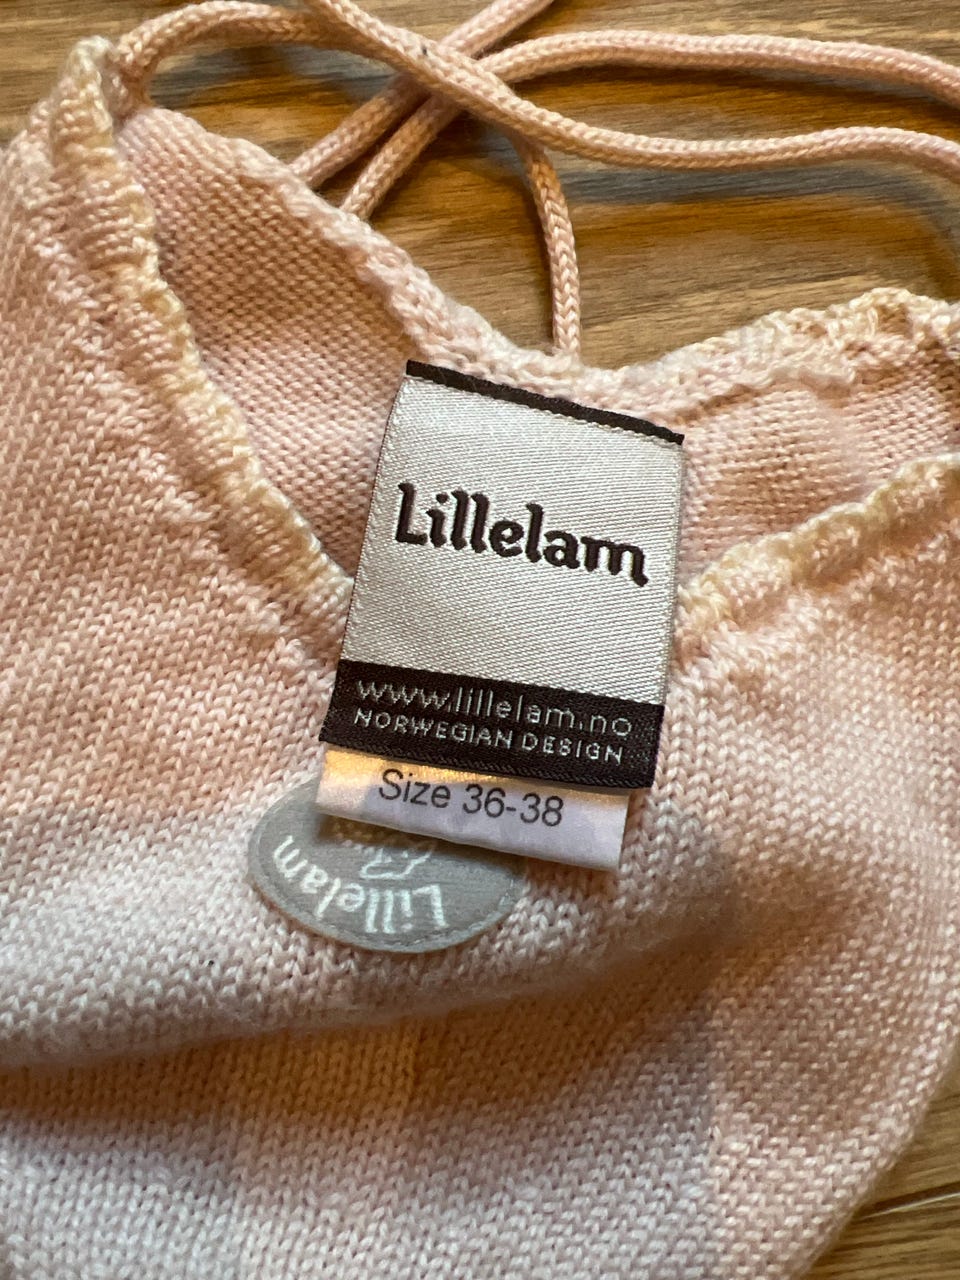 Lillelam
www.lillelam.no
NORWEGIAN DESIGN
Size 36-38
Lillelam